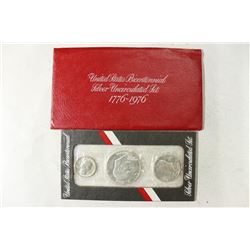 United States Bicentennial
Silver Uncirculated Set
1776-1976
United States Bicentennial
Silver Uncirculated Set